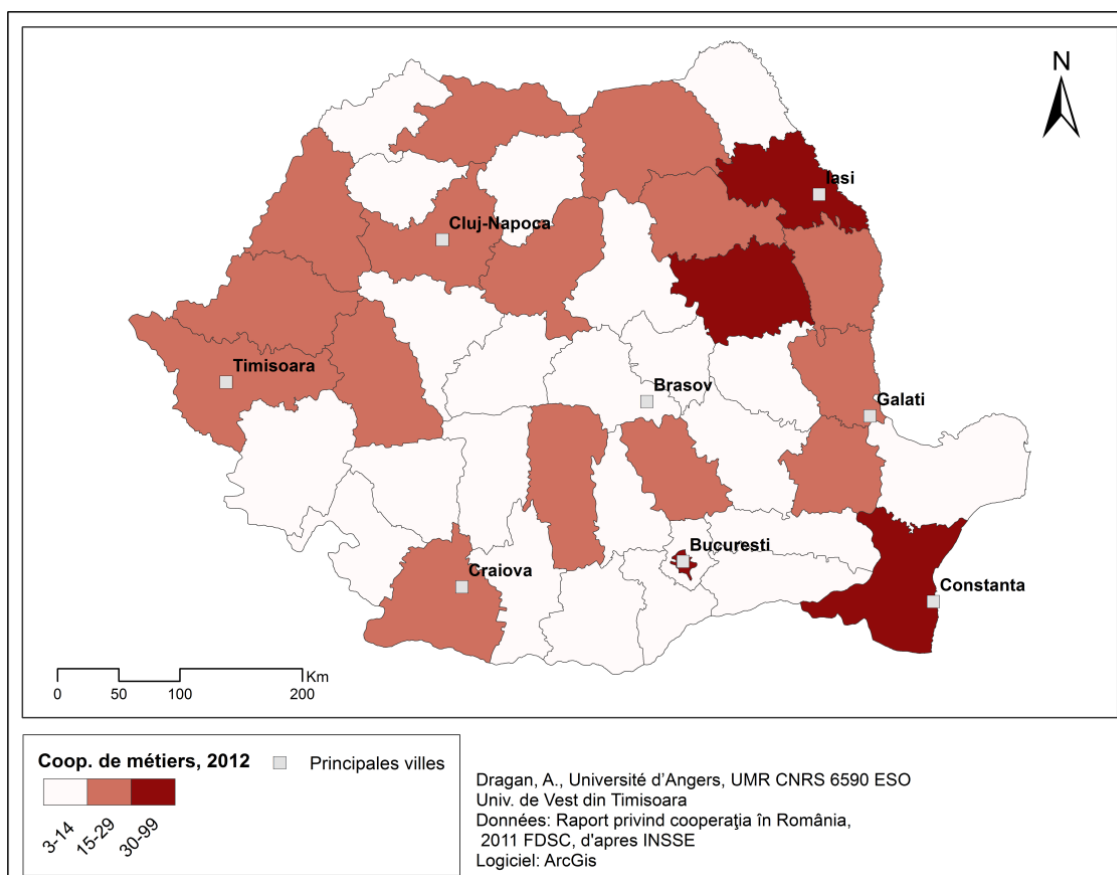 N
Iasi
Cluj-Napoca
Timisoara
Brasov
Galati
Bucuresti
Craiova
Constanta
Km
0 50 100 200
Coop. de métiers, 2012
Principales villes
3-14
15-29
30-99
Dragan, A., Université d'Angers, UMR CNRS 6590 ESO
Univ. de Vest din Timisoara
Données: Raport privind cooperaţia în România,
2011 FDSC, d'apres INSSE
Logiciel: ArcGis